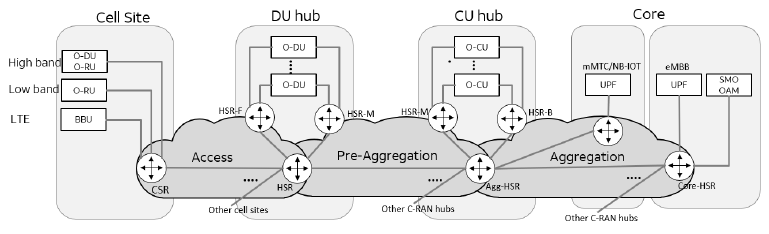 Cell Site
DU hub
CU hub
Core
High band
O-DU
O-RU
Low band
O-RU
LTE
BBU
O-DU
O-DU
O-CU
O-CU
mMTC/NB-IOT
UPF
eMBB
UPF
SMO
OAM
HSR-F
HSR-M
HSR-M
HSR-B
Access
Pre-Aggregation
Aggregation
CSR
HSR
Agg-HSR
Core-HSR
Other cell sites
Other C-RAN hubs
Other C-RAN hubs